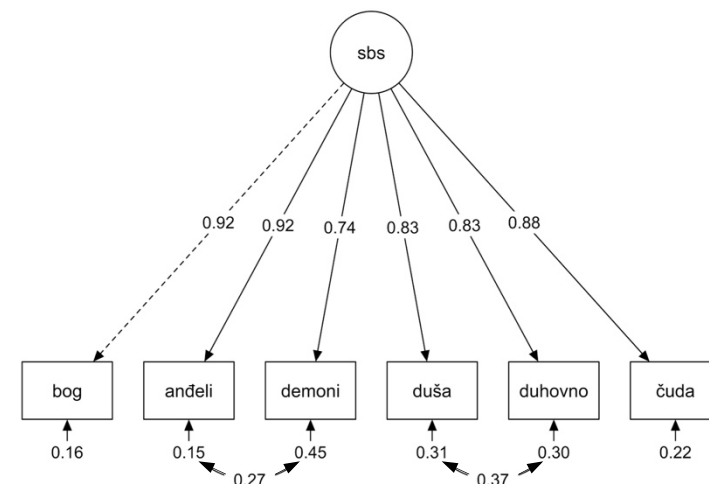 sbs
0.92 0.92 0.74 0.83 0.83 0.88
bog anđeli demoni duša duhovno čuda
0.16 0.15 0.45 0.31 0.30 0.22
0.27 0.37